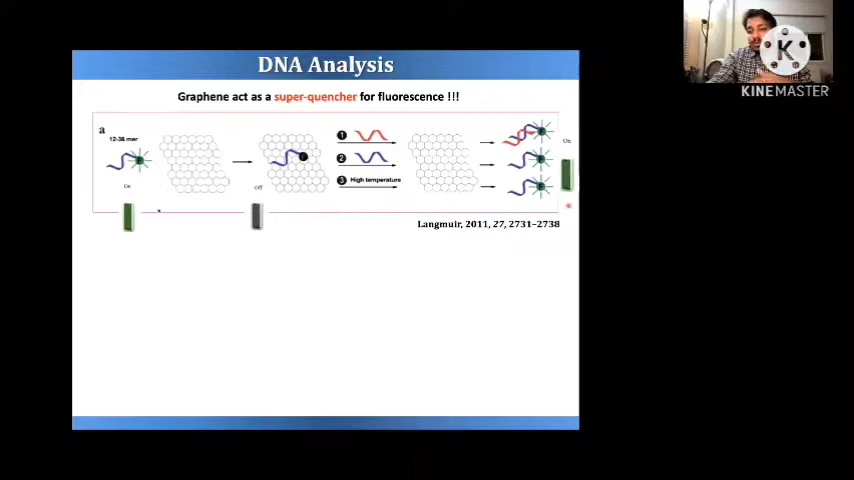 DNA Analysis
Graphene act as a super-quencher for fluorescence !!!
a
12-36 mer
On
Off
1
2
3 High temperature
On
F
F
F
F
F
Langmuir, 2011, 27, 2731–2738
K
KINEMASTER